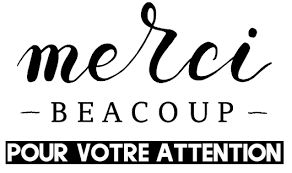 merci
– BEACOUP –
POUR VOTRE ATTENTION